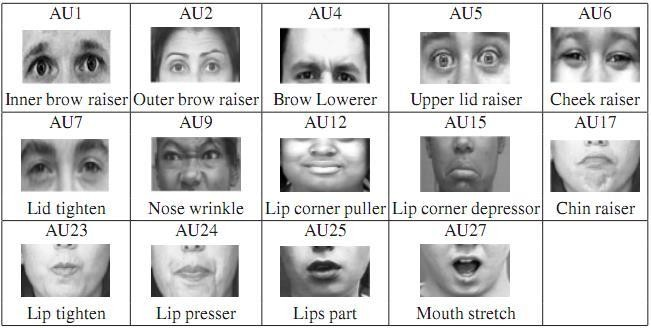 AU1 AU2 AU4 AU5 AU6
Inner brow raiser Outer brow raiser Brow Lowerer Upper lid raiser Cheek raiser
AU7 AU9 AU12 AU15 AU17
Lid tighten Nose wrinkle Lip corner puller Lip corner depressor Chin raiser
AU23 AU24 AU25 AU27
Lip tighten Lip presser Lips part Mouth stretch